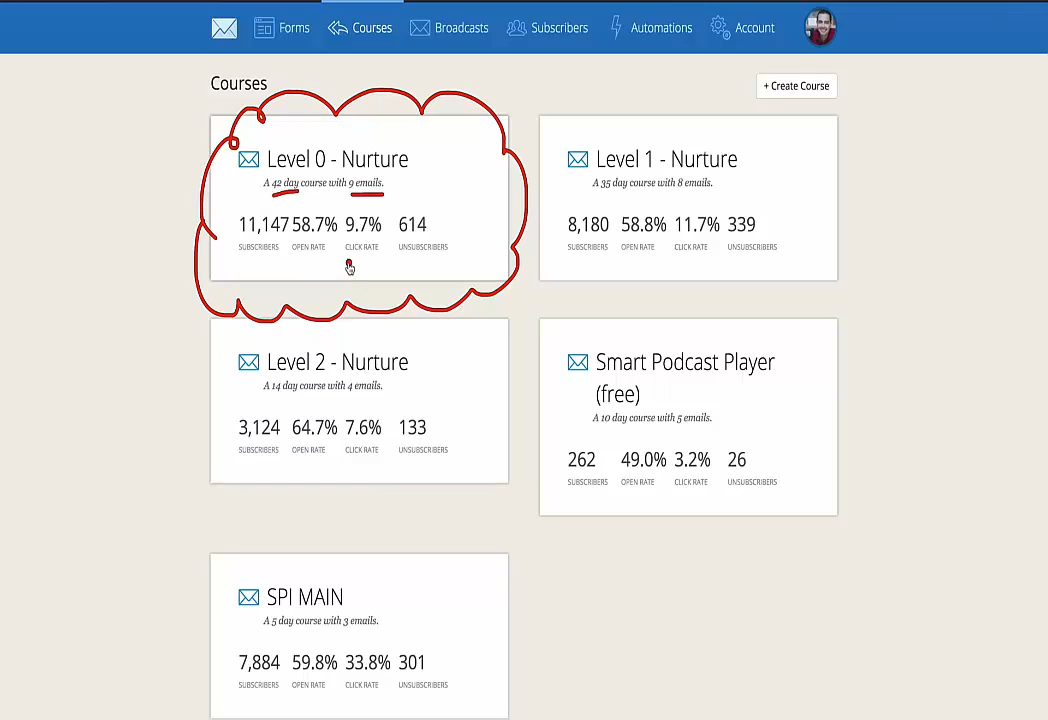 Forms Courses Broadcasts Subscribers Automations Account
Courses
+ Create Course
Level 0 - Nurture
A 42 day course with 9 emails.
11,147 58.7% 9.7% 614
SUBSCRIBERS OPEN RATE CLICK RATE UNSUBSCRIBERS
Level 1 - Nurture
A 35 day course with 8 emails.
8,180 58.8% 11.7% 339
SUBSCRIBERS OPEN RATE CLICK RATE UNSUBSCRIBERS
Level 2 - Nurture
A 14 day course with 4 emails.
3,124 64.7% 7.6% 133
SUBSCRIBERS OPEN RATE CLICK RATE UNSUBSCRIBERS
Smart Podcast Player
(free)
A 10 day course with 5 emails.
262 49.0% 3.2% 26
SUBSCRIBERS OPEN RATE CLICK RATE UNSUBSCRIBERS
SPI MAIN
A 5 day course with 3 emails.
7,884 59.8% 33.8% 301
SUBSCRIBERS OPEN RATE CLICK RATE UNSUBSCRIBERS